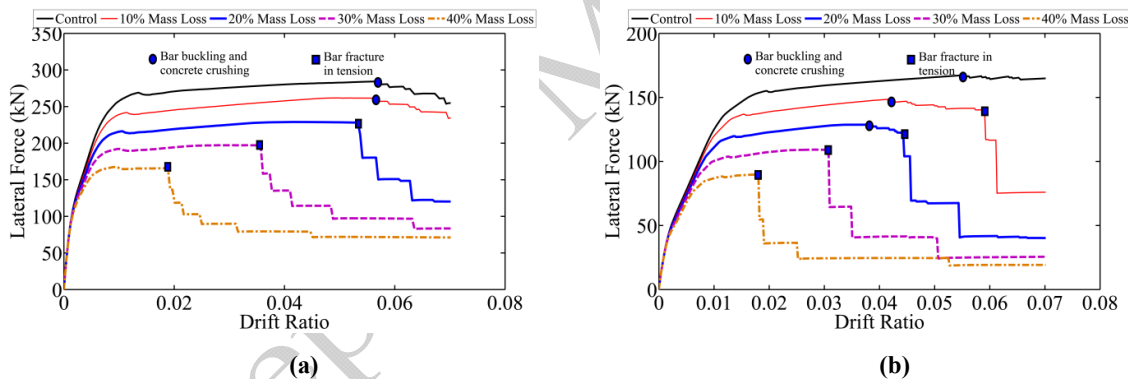 Control 10% Mass Loss 20% Mass Loss 30% Mass Loss 40% Mass Loss
350
300
250
200
150
100
50
0
0 0.02 0.04 0.06 0.08
Lateral Force (kN)
Drift Ratio
Bar buckling and
concrete crushing
Bar fracture
in tension
(a)
Control 10% Mass Loss 20% Mass Loss 30% Mass Loss 40% Mass Loss
200
150
100
50
0
0 0.01 0.02 0.03 0.04 0.05 0.06 0.07 0.08
Lateral Force (kN)
Drift Ratio
Bar buckling and
concrete crushing
Bar fracture in
tension
(b)